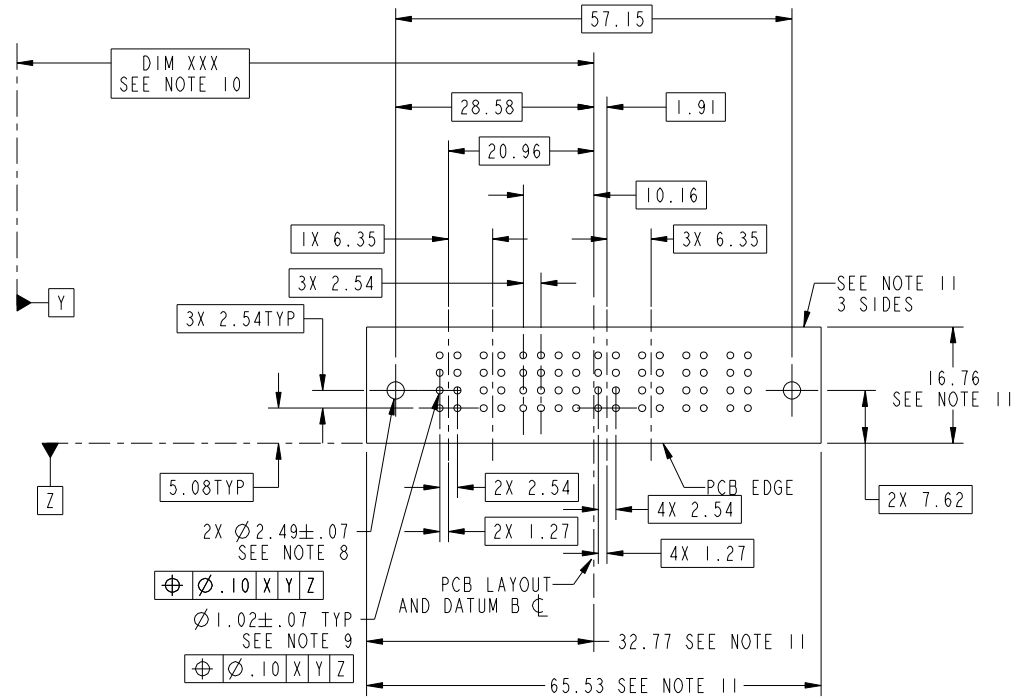 57.15
DIM XXX
SEE NOTE 10
28.58
1.91
20.96
10.16
1X 6.35
3X 6.35
3X 2.54
SEE NOTE 11
3 SIDES
Y
3X 2.54TYP
16.76
SEE NOTE 11
Z
5.08TYP
2X 2.54
PCB EDGE
2X 7.62
4X 2.54
2X Ø2.49±.07
SEE NOTE 8
2X 1.27
4X 1.27
⌖ Ø.10 X Y Z
PCB LAYOUT
AND DATUM B ℄
Ø1.02±.07 TYP
SEE NOTE 9
32.77 SEE NOTE 11
⌖ Ø.10 X Y Z
65.53 SEE NOTE 11